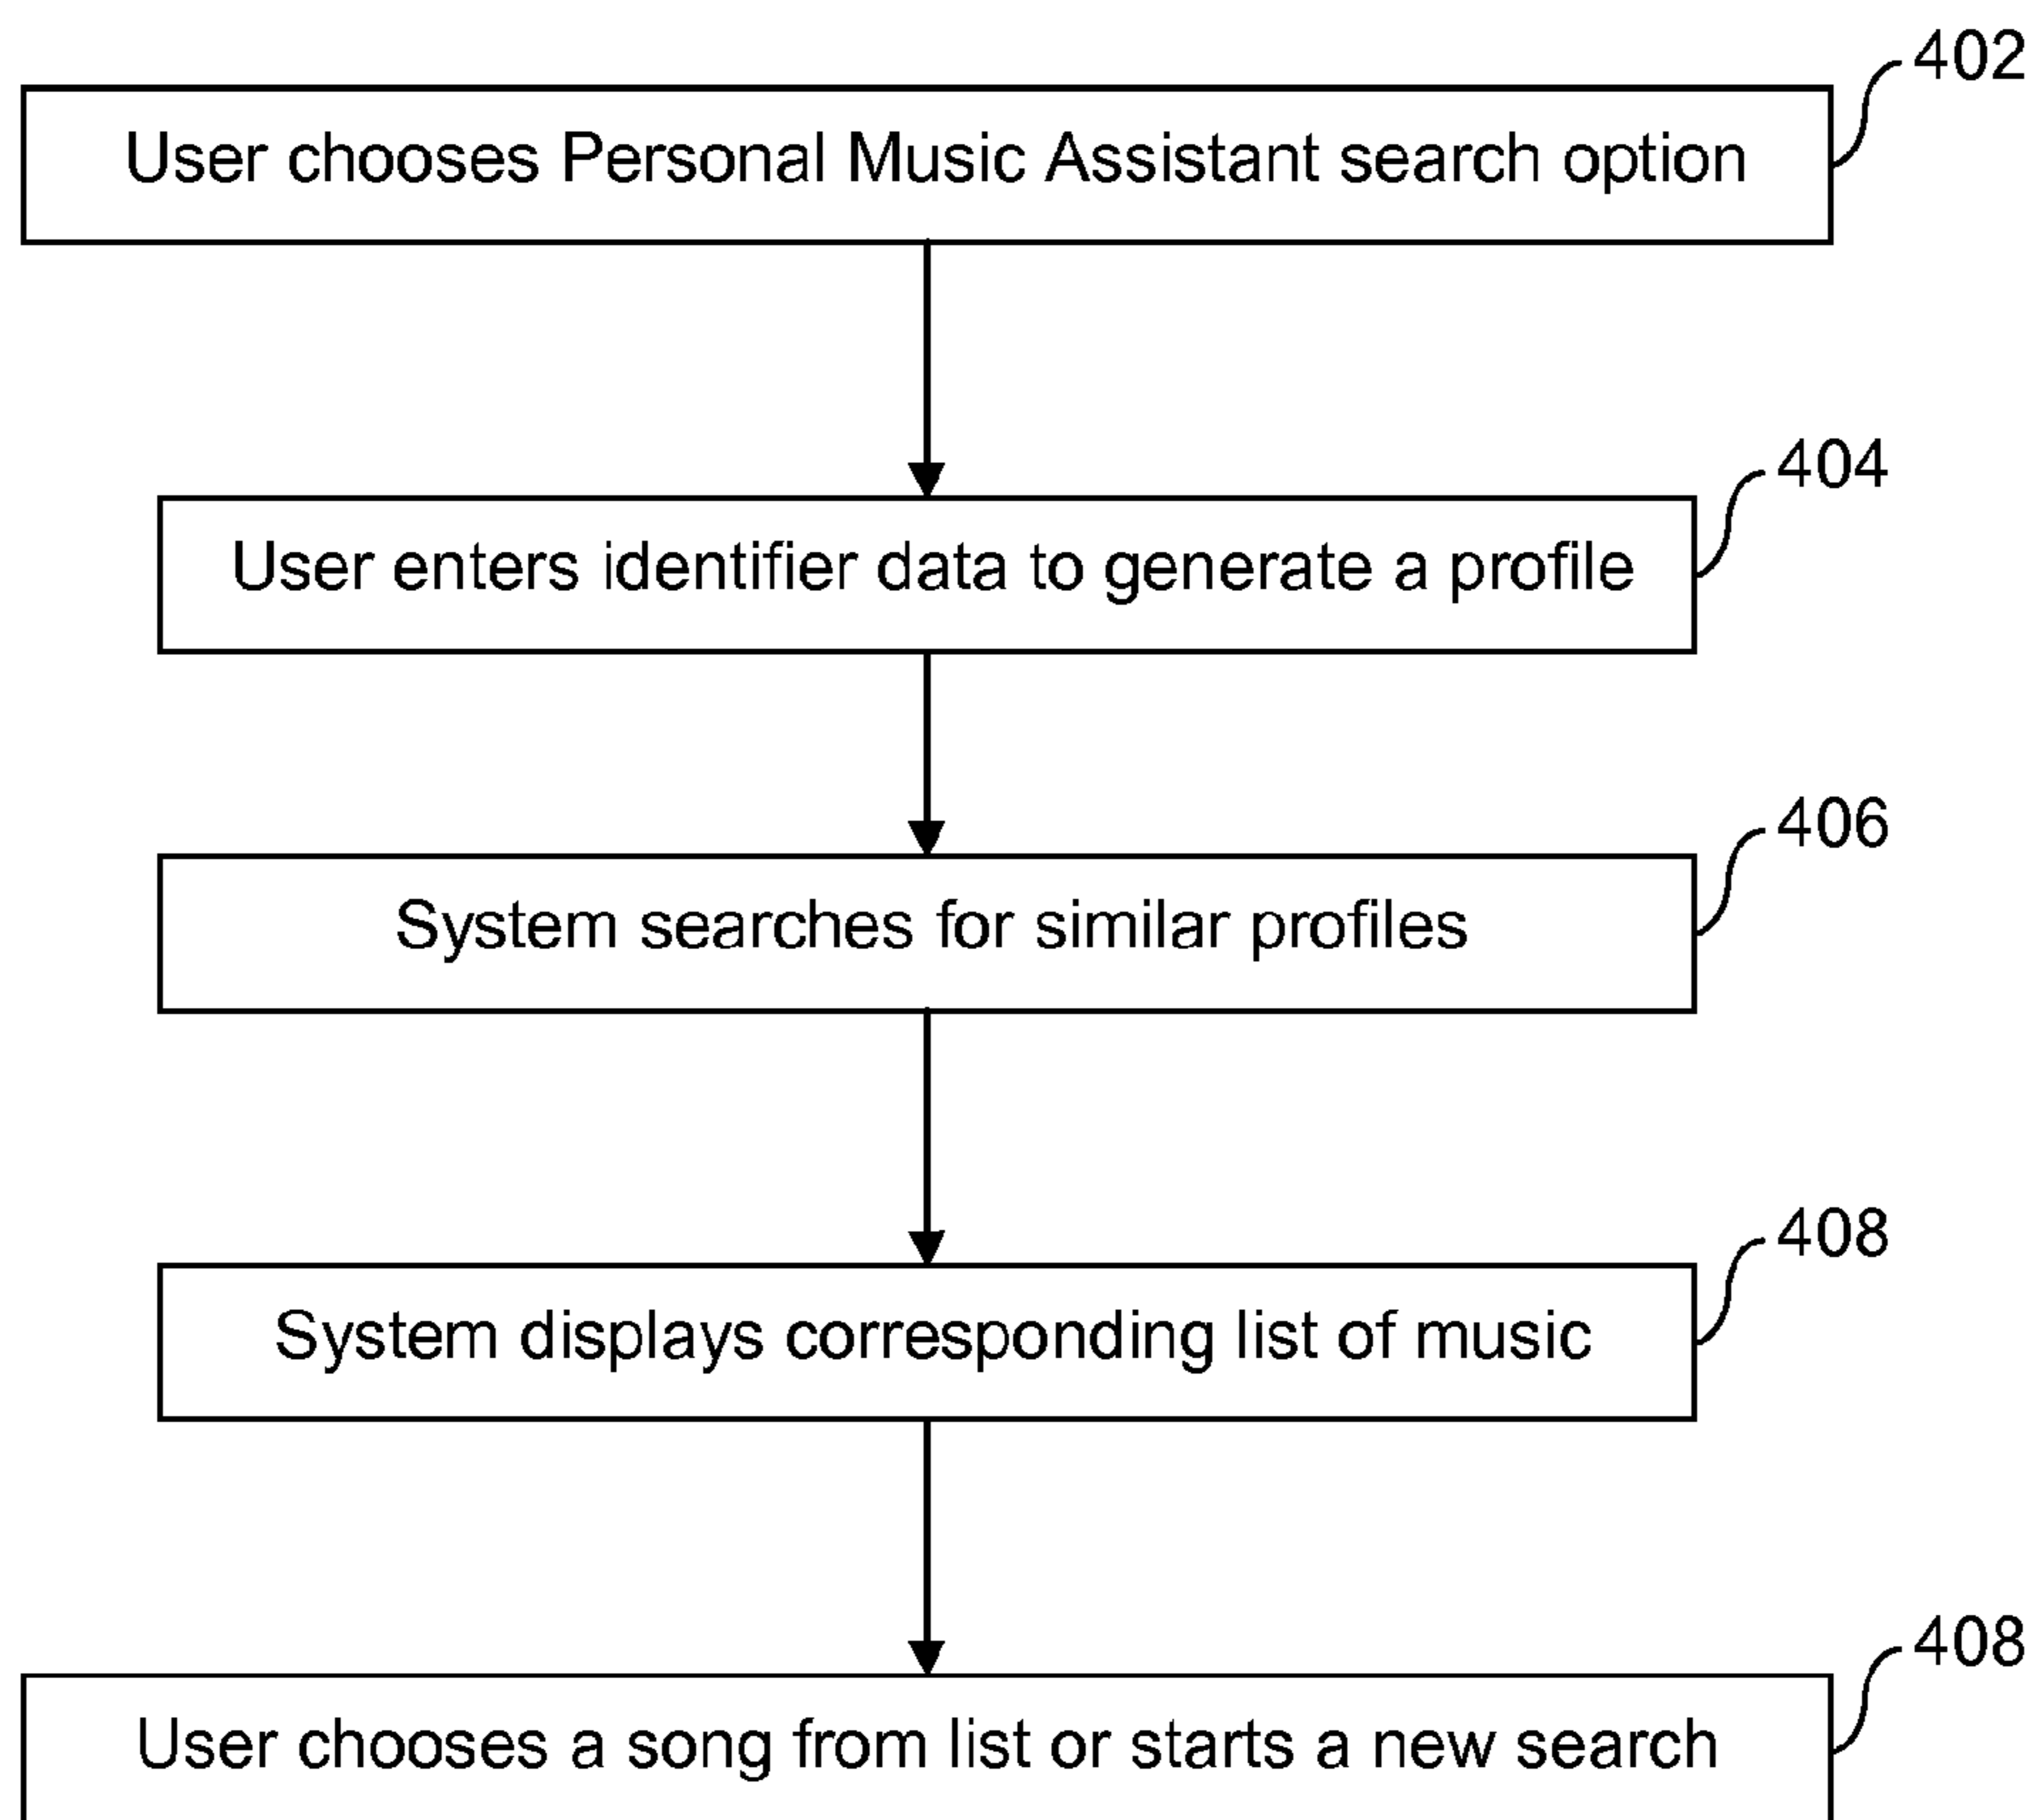 402
User chooses Personal Music Assistant search option
404
User enters identifier data to generate a profile
406
System searches for similar profiles
408
System displays corresponding list of music
408
User chooses a song from list or starts a new search